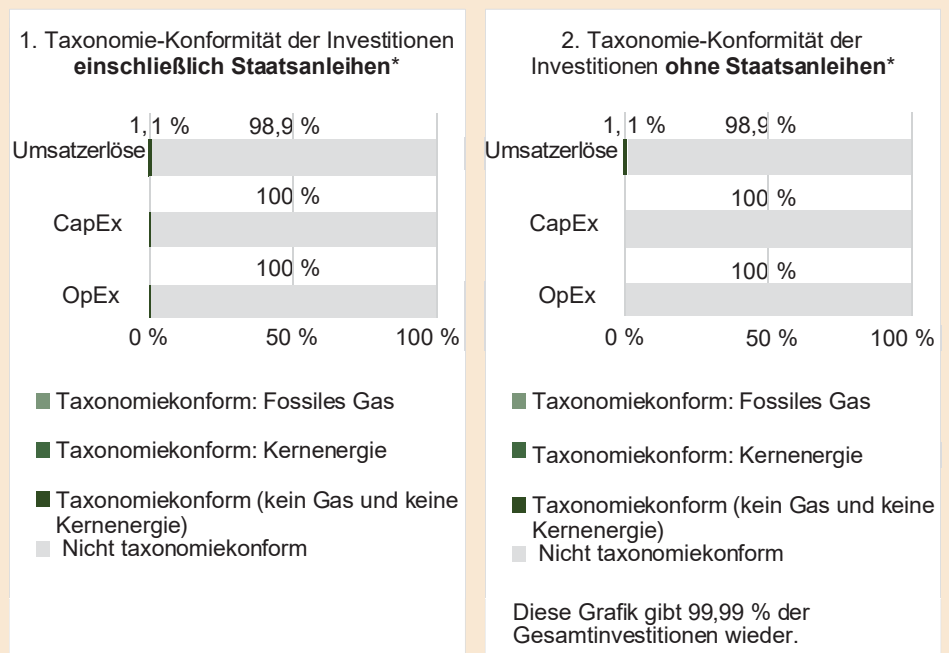 1. Taxonomie-Konformität der Investitionen
einschließlich Staatsanleihen*
1,1 % 98,9 %
Umsatzerlöse
100 %
CapEx
100 %
OpEx
0 % 50 % 100 %
Taxonomiekonform: Fossiles Gas
Taxonomiekonform: Kernenergie
Taxonomiekonform (kein Gas und keine
Kernenergie)
Nicht taxonomiekonform
2. Taxonomie-Konformität der
Investitionen ohne Staatsanleihen*
1,1 % 98,9 %
Umsatzerlöse
100 %
CapEx
100 %
OpEx
0 % 50 % 100 %
Taxonomiekonform: Fossiles Gas
Taxonomiekonform: Kernenergie
Taxonomiekonform (kein Gas und keine
Kernenergie)
Nicht taxonomiekonform
Diese Grafik gibt 99,99 % der
Gesamtinvestitionen wieder.